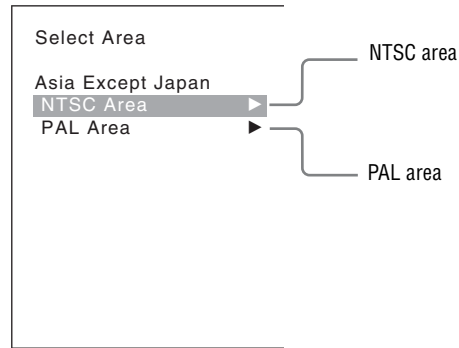 Select Area
Asia Except Japan
NTSC Area
PAL Area
NTSC area
PAL area